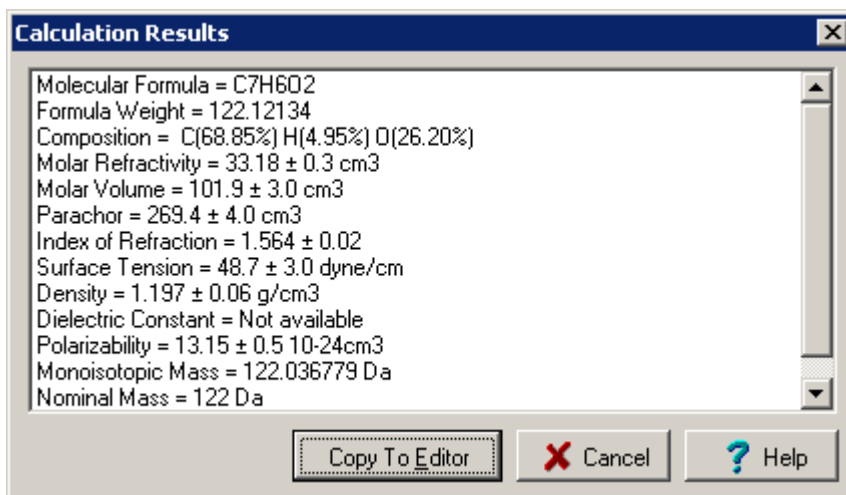 Calculation Results
Molecular Formula = C7H6O2
Formula Weight = 122.12134
Composition =  C(68.85%) H(4.95%) O(26.20%)
Molar Refractivity = 33.18 ± 0.3 cm3
Molar Volume = 101.9 ± 3.0 cm3
Parachor = 269.4 ± 4.0 cm3
Index of Refraction = 1.564 ± 0.02
Surface Tension = 48.7 ± 3.0 dyne/cm
Density = 1.197 ± 0.06 g/cm3
Dielectric Constant = Not available
Polarizability = 13.15 ± 0.5 10-24cm3
Monoisotopic Mass = 122.036779 Da
Nominal Mass = 122 Da
Copy To Editor Cancel Help